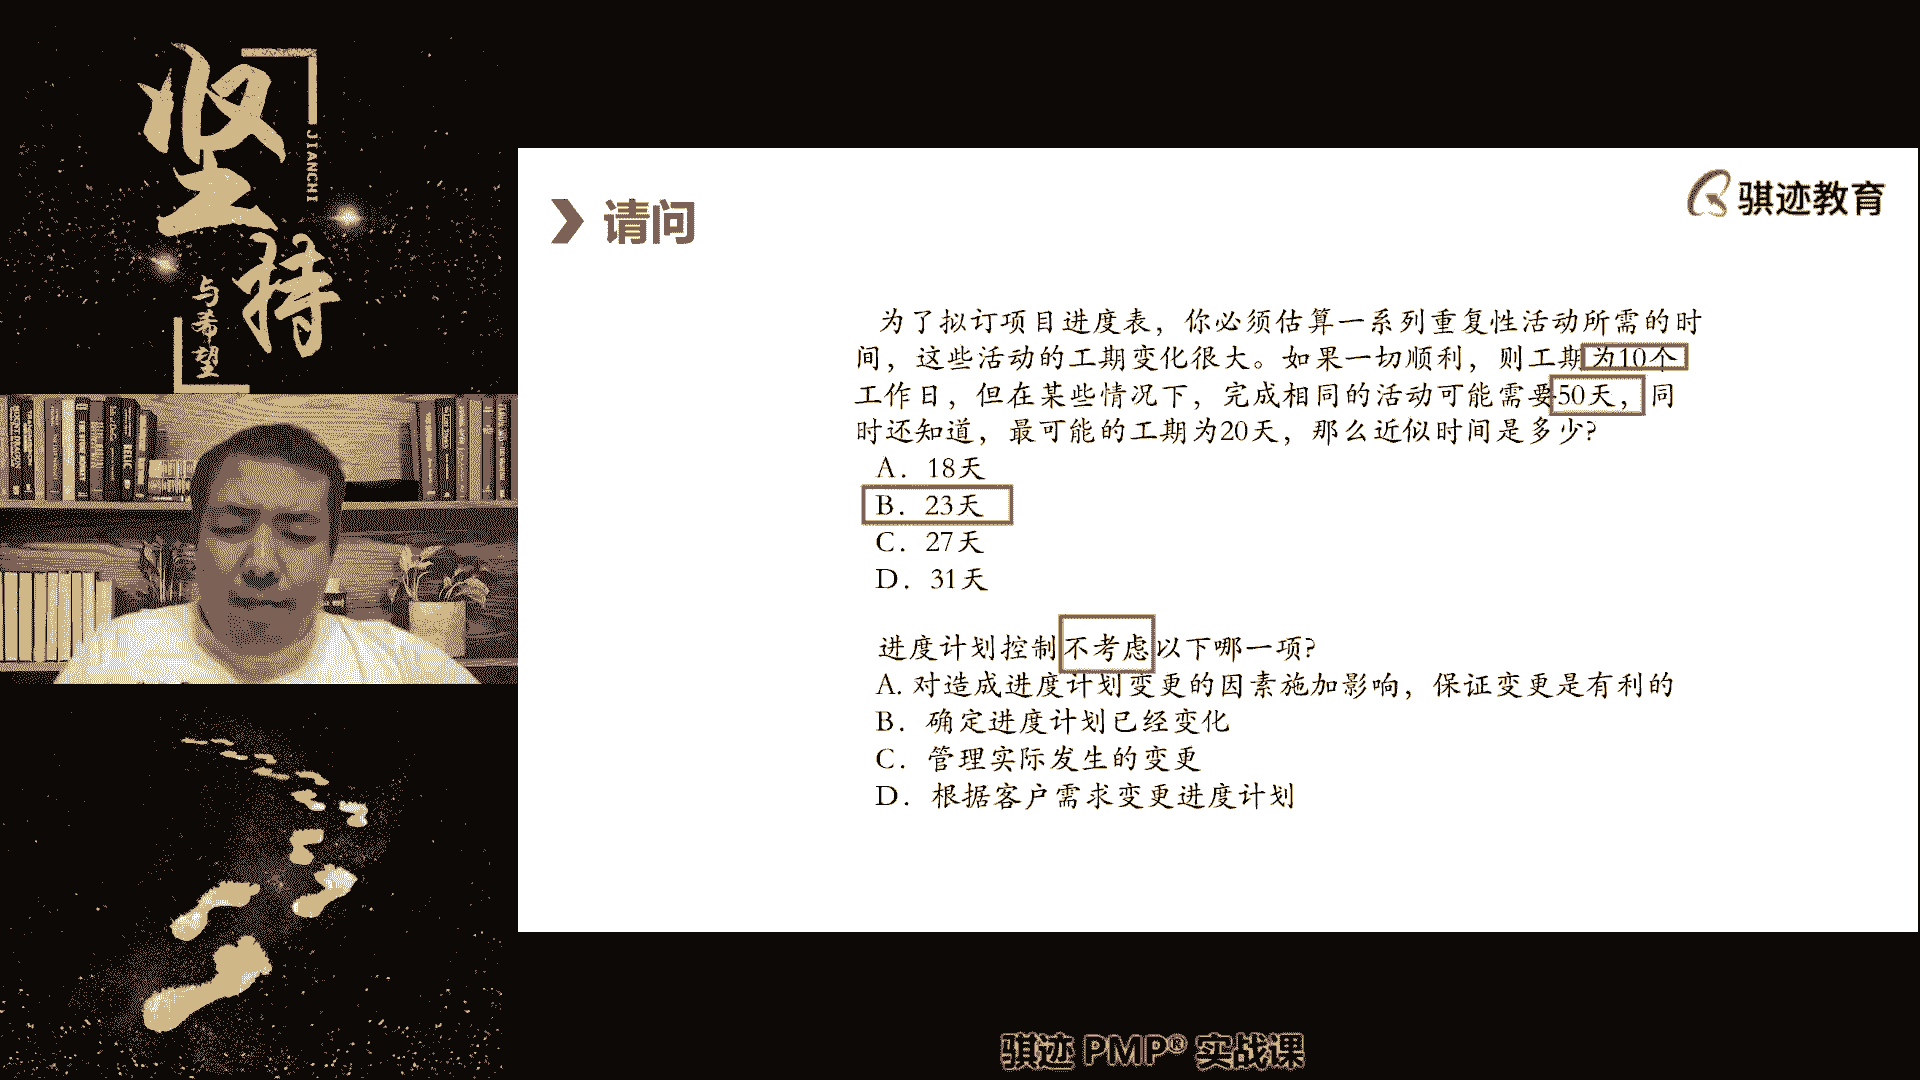 坚
持
JIANCHI
与希望
请问
骐迹教育
为了拟订项目进度表，你必须估算一系列重复性活动所需的时
间，这些活动的工期变化很大。如果一切顺利，则工期为10个
工作日，但在某些情况下，完成相同的活动可能需要50天，同
时还知道，最可能的工期为20天，那么近似时间是多少?
A. 18天
B. 23天
C. 27天
D. 31天
进度计划控制不考虑以下哪一项?
A. 对造成进度计划变更的因素施加影响，保证变更是有利的
B. 确定进度计划已经变化
C. 管理实际发生的变更
D. 根据客户需求变更进度计划
骐迹 PMP® 实战课